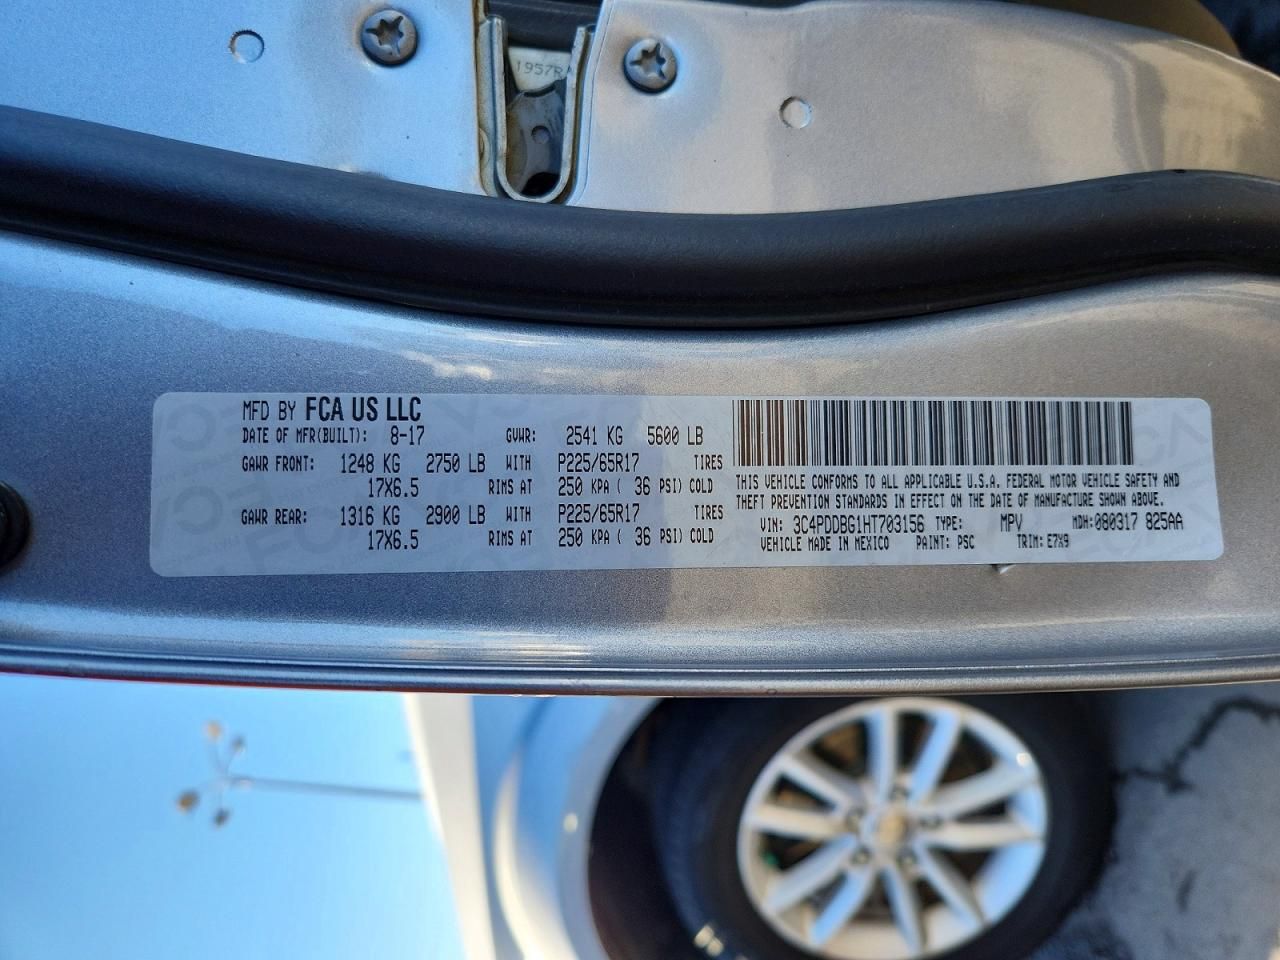 1957R
MFD BY FCA US LLC
DATE OF MFR(BUILT): 8-17 GVWR: 2541 KG 5600 LB
GAWR FRONT: 1248 KG 2750 LB WITH P225/65R17 TIRES
17X6.5 RIMS AT 250 KPA ( 36 PSI) COLD
GAWR REAR: 1316 KG 2900 LB WITH P225/65R17 TIRES
17X6.5 RIMS AT 250 KPA ( 36 PSI) COLD
THIS VEHICLE CONFORMS TO ALL APPLICABLE U.S.A. FEDERAL MOTOR VEHICLE SAFETY AND
THEFT PREVENTION STANDARDS IN EFFECT ON THE DATE OF MANUFACTURE SHOWN ABOVE.
VIN: 3C4PDDBG1HT703156 TYPE: MPV MDH:080317 825AA
VEHICLE MADE IN MEXICO PAINT: PSC TRIM: E7X9